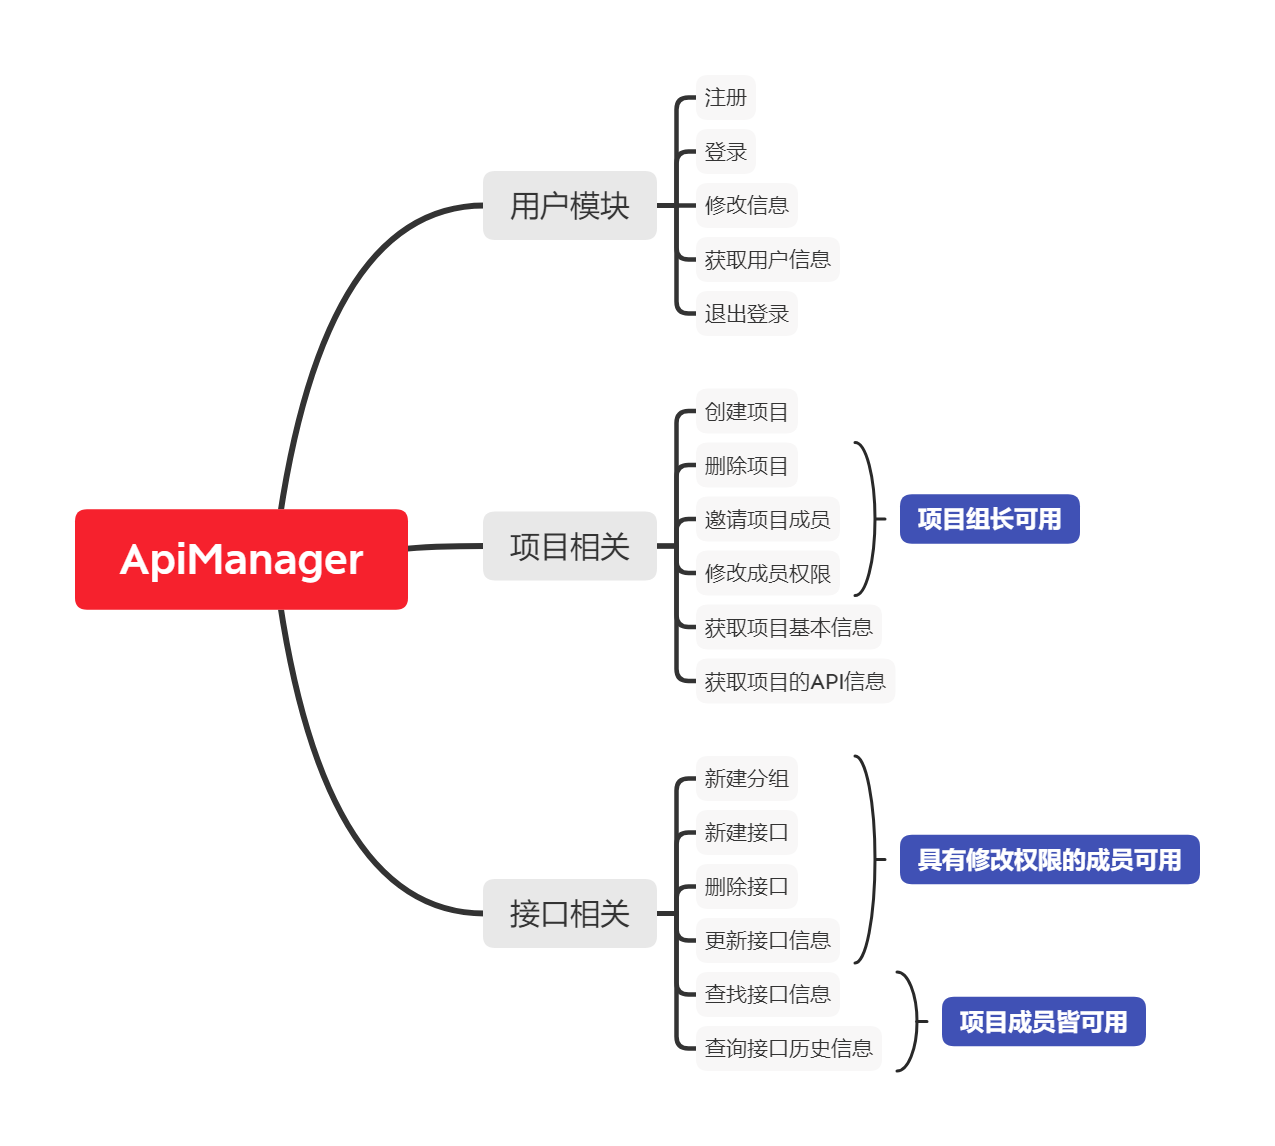 ApiManager
用户模块
注册
登录
修改信息
获取用户信息
退出登录
项目相关
创建项目
删除项目
邀请项目成员
修改成员权限
项目组长可用
获取项目基本信息
获取项目的API信息
接口相关
新建分组
新建接口
删除接口
更新接口信息
具有修改权限的成员可用
查找接口信息
查询接口历史信息
项目成员皆可用